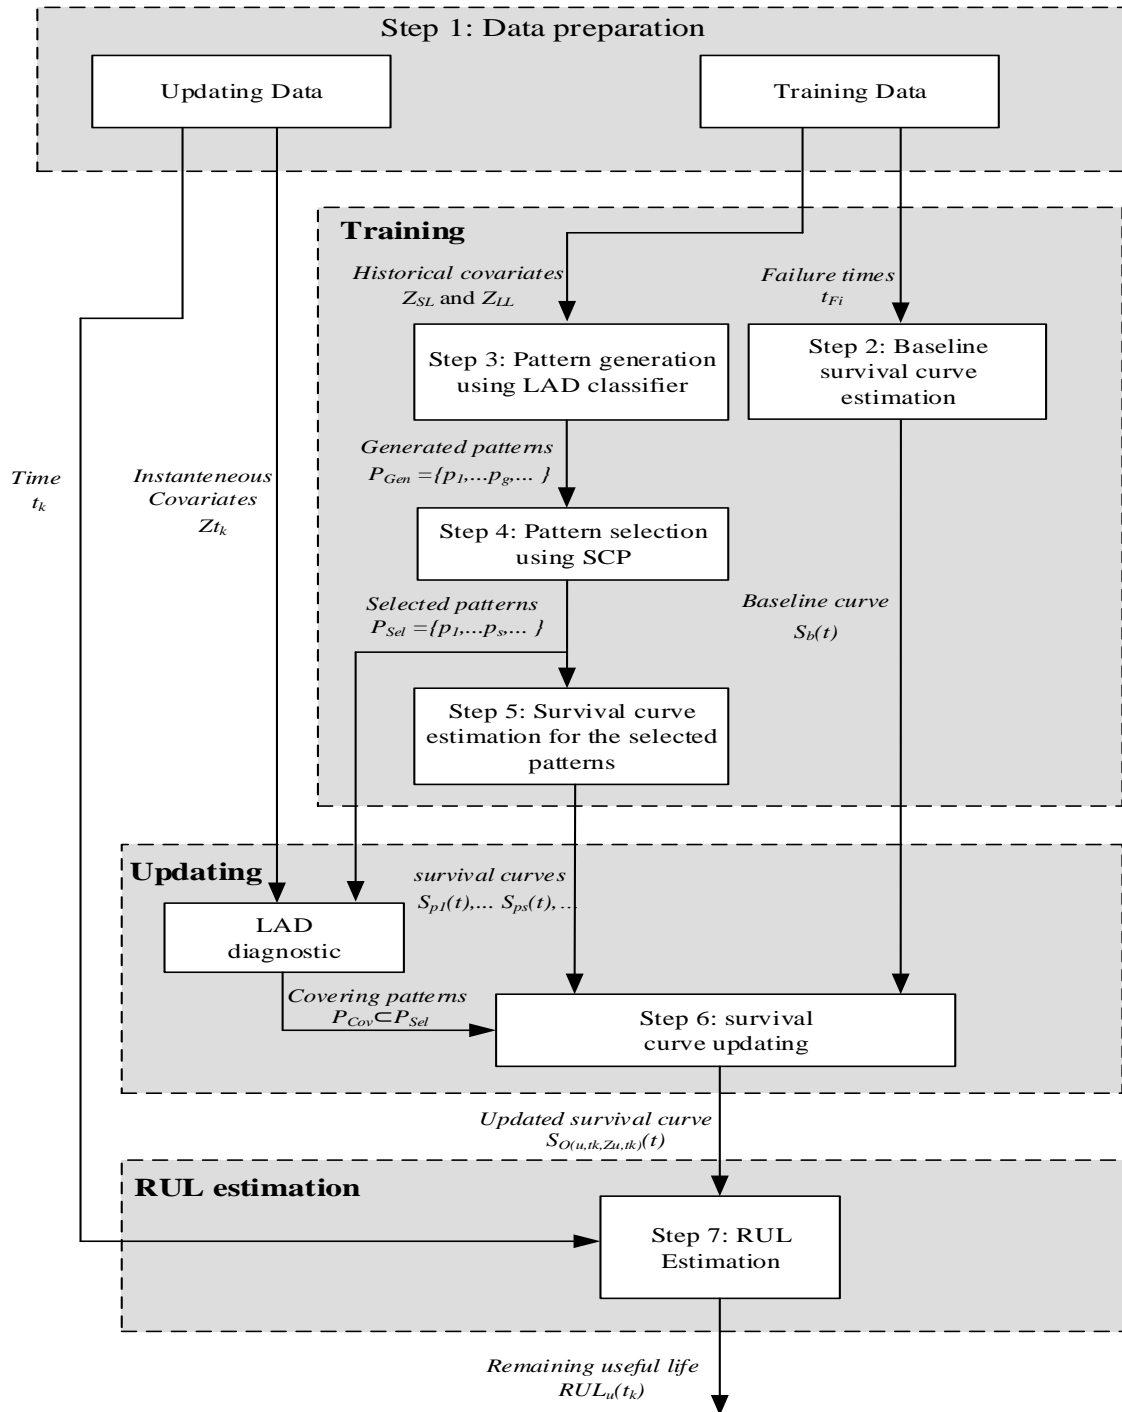 Step 1: Data preparation
Updating Data
Training Data
Training
Historical covariates
Z_SL and Z_LL
Failure times
t_Fi
Step 3: Pattern generation
using LAD classifier
Step 2: Baseline
survival curve
estimation
Generated patterns
P_Gen ={p_1,...p_g,... }
Time
t_k
Instanteneous
Covariates
Zt_k
Step 4: Pattern selection
using SCP
Selected patterns
P_Sel ={p_1,...p_s,... }
Baseline curve
S_b(t)
Step 5: Survival curve
estimation for the selected
patterns
Updating
survival curves
S_p1(t),... S_ps(t),...
LAD
diagnostic
Covering patterns
P_Cov⊂P_Sel
Step 6: survival
curve updating
Updated survival curve
S_O(u,tk,Zu,tk)(t)
RUL estimation
Step 7: RUL
Estimation
Remaining useful life
RUL_u(t_k)